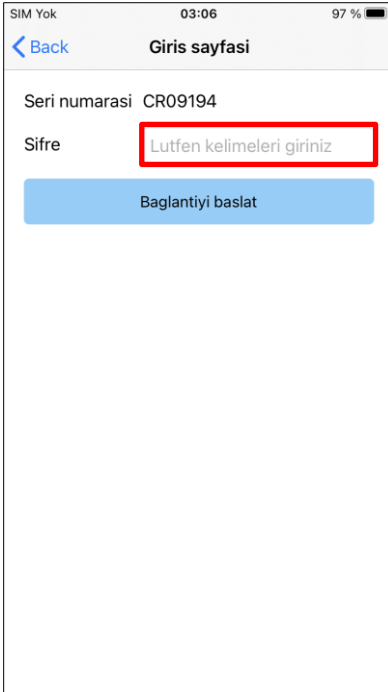 SIM Yok 03:06 97 %
Back Giris sayfasi
Seri numarasi CR09194
Sifre Lutfen kelimeleri giriniz
Baglantiyi baslat